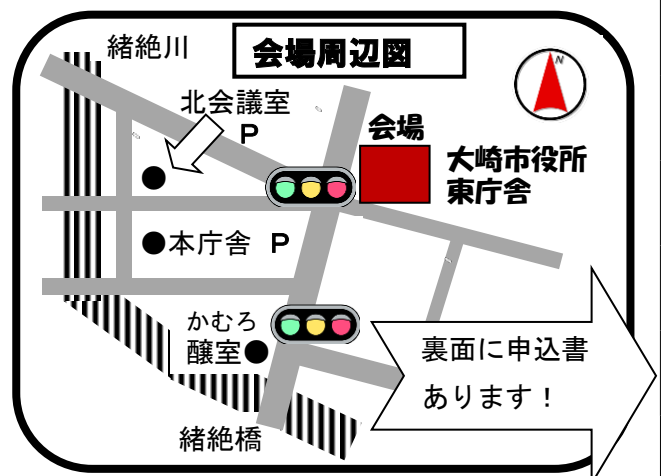 緒絶川
会場周辺図
N
北会議室
P
会場
大崎市役所
東庁舎
本庁舎 P
かむろ
醸室
裏面に申込書
あります！
緒絶橋